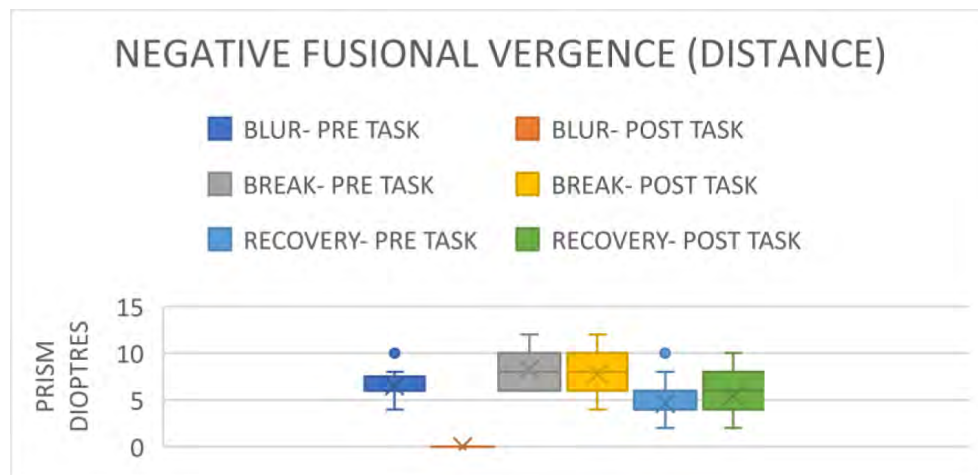 NEGATIVE FUSIONAL VERGENCE (DISTANCE)
BLUR- PRE TASK
BLUR- POST TASK
BREAK- PRE TASK
BREAK- POST TASK
RECOVERY- PRE TASK
RECOVERY- POST TASK
PRISM
DIOPTRES
15
10
5
0